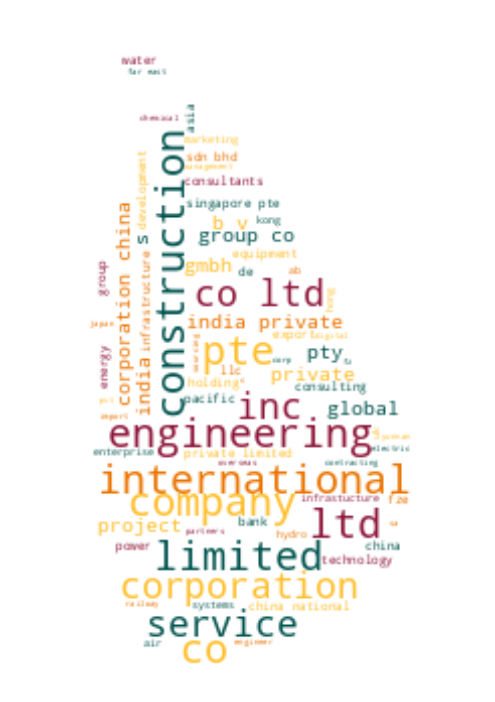 water
far east
asia
chemical
construction
marketing
development
sdn bhd
management
consultants
corporation china
singapore pte
b v
kong
s
group co
infrastructure
equipment
gmbh
de
ab
group
co ltd
hong
india
india private
japan
export
digital
pte
corp
pty
energy
llc
private
holding
consulting
pacific
inc
global
import
engineering
enterprise
private limited
electric
overseas
contracting
international
company
infrastucture
fze
project
bank
ltd
partners
hydro
power
limited
china
technology
corporation
railway
systems
china national
service
air
engineer
co